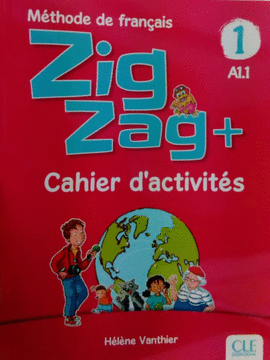 Méthode de français
1
A1.1
Zig
Zag+
Cahier d'activités
Hélène Vanthier
CLE